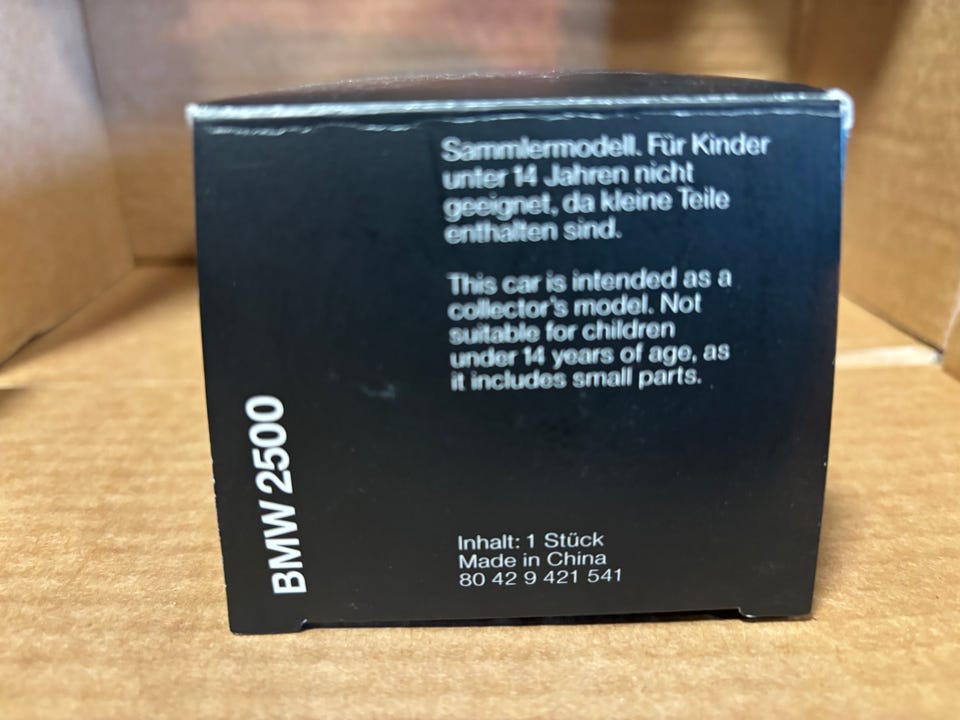 Sammlermodell. Für Kinder
unter 14 Jahren nicht
geeignet, da kleine Teile
enthalten sind.
This car is intended as a
collector's model. Not
suitable for children
under 14 years of age, as
it includes small parts.
BMW 2500
Inhalt: 1 Stück
Made in China
80 42 9 421 541